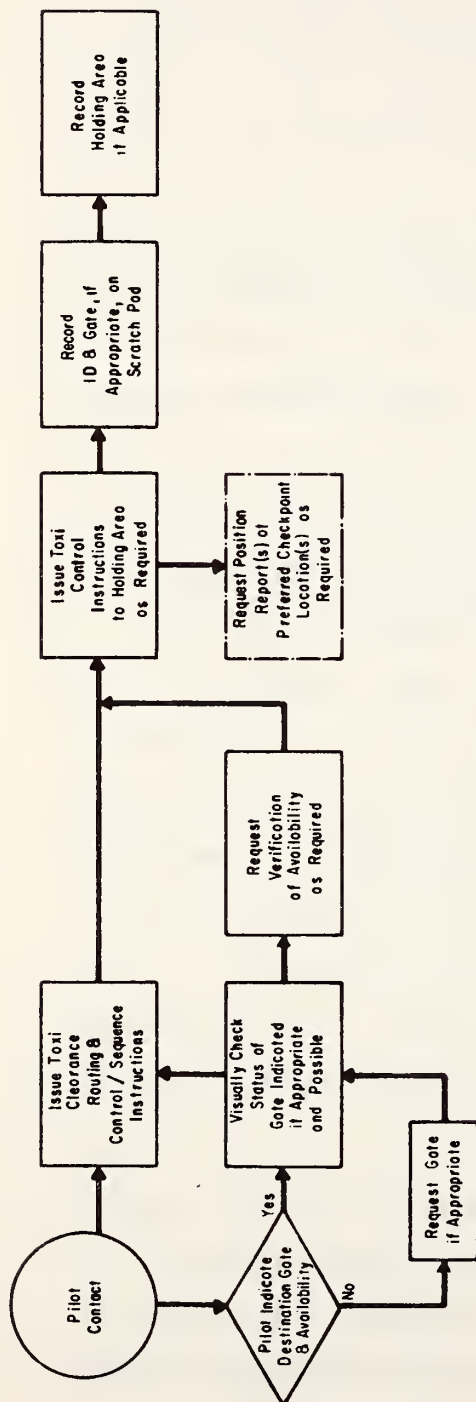 Pilot
Contact
Issue Taxi
Clearance
Routing &
Control / Sequence
Instructions
Issue Taxi
Control
Instructions
to Holding Area
as Required
Record
ID & Gate, if
Appropriate, on
Scratch Pad
Record
Holding Area
if Applicable
Pilot Indicate
Destination Gate
& Availability
Yes
No
Visually Check
Status of
Gate Indicated
if Appropriate
and Possible
Request
Verification
of Availability
as Required
Request Position
Report(s) at
Preferred Checkpoint
Location(s) as
Required
Request Gate
if Appropriate